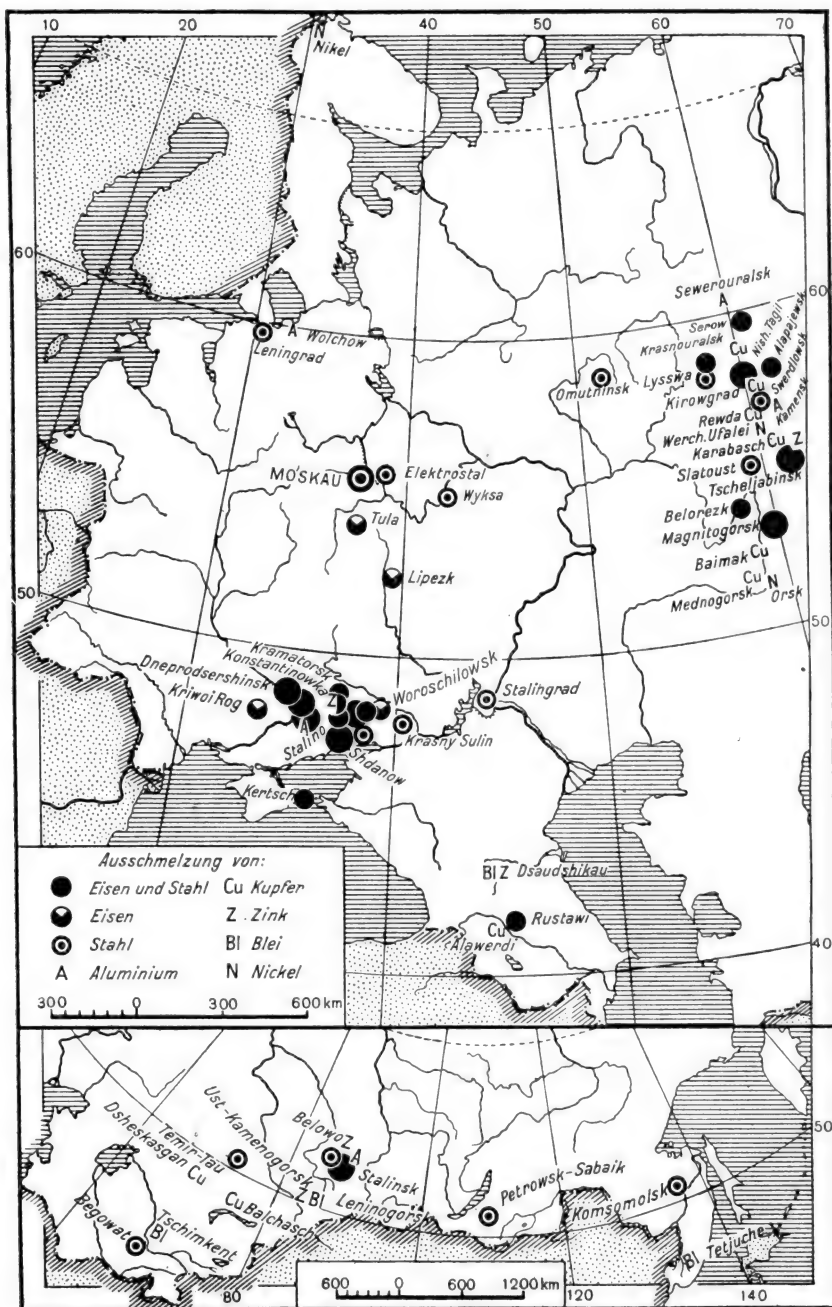 10 20 30 40 50 60 70
N
Nikel
60
60
Sewerouralsk
A
Serow
Krasnouralsk
Nish. Tagil
Alapajewsk
Swerdlowsk
Kamensk
Cu
Omutninsk
Lysswa
Kirowgrad
Cu
A
Rewda
Cu
Werch. Ufalei
N
Karabasch
Cu
Z
Slatoust
Tscheljabinsk
Belorezk
Magnitogorsk
Baimak Cu
Mednogorsk
Cu
N
Orsk
A Wolchow
Leningrad
MOSKAU
Elektrostal
Wyksa
Tula
Lipezk
50
50
Kramatorsk
Konstantinowka
Dneprodsershinsk
Z
Woroschilowsk
Kriwoi Rog
A
Stalino
Krasny Sulin
Stalingrad
Shdanow
Kertsch
Bl Z Dsaudshikau
Rustawi
Cu
Alawerdi
40
Ausschmelzung von:
Eisen und Stahl Cu Kupfer
Eisen Z . Zink
Stahl Bl Blei
A Aluminium N Nickel
300 0 300 600 km
Ust-Kamenogorsk
Temir-Tau
Dsheskasgan Cu
Belowo
Z
A
Stalinsk
Z Bl Leninogorsk
Cu Balchasch
Petrowsk-Sabaik
Komsomolsk
50
Begowat
Tschimkent
Bl
Bl Tetjuche
600 0 600 1200 km
80 120 140